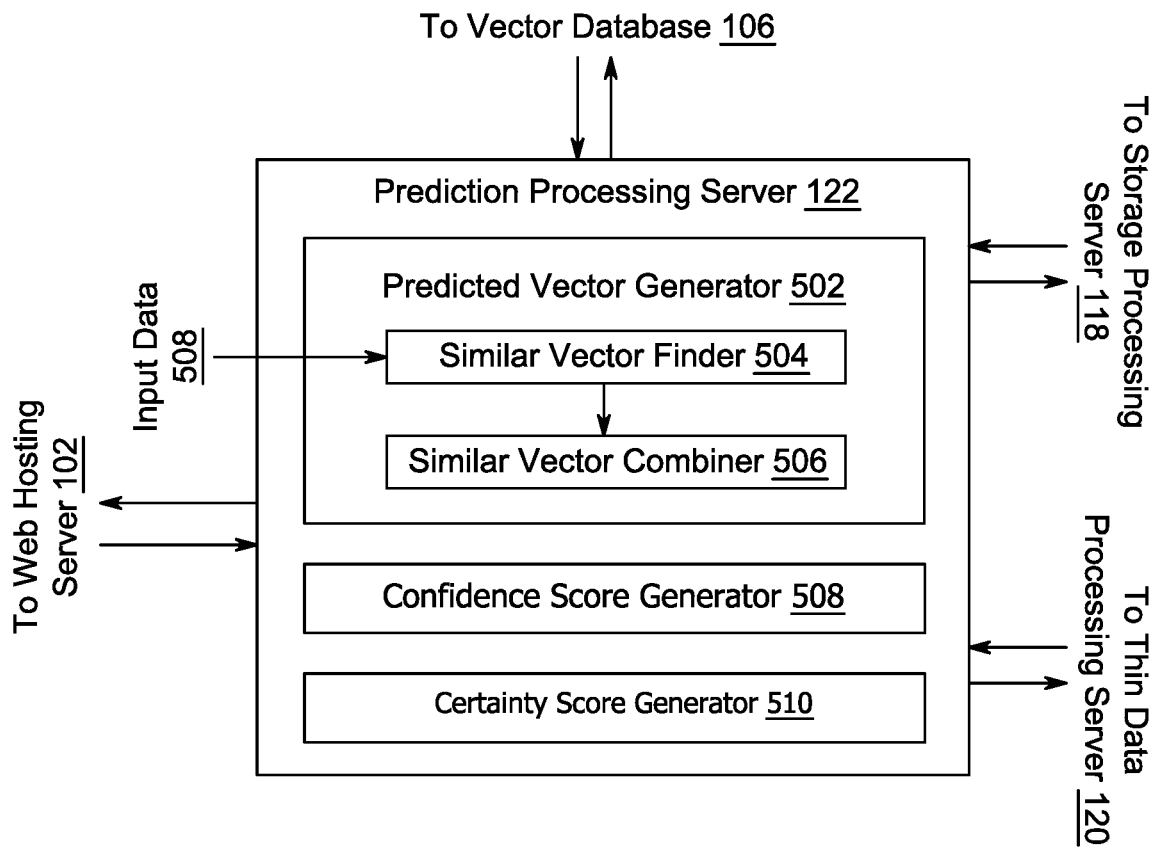 To Vector Database 106
Prediction Processing Server 122
Predicted Vector Generator 502
Similar Vector Finder 504
Similar Vector Combiner 506
Confidence Score Generator 508
Certainty Score Generator 510
Input Data
508
To Web Hosting
Server 102
To Storage Processing
Server 118
To Thin Data
Processing Server 120